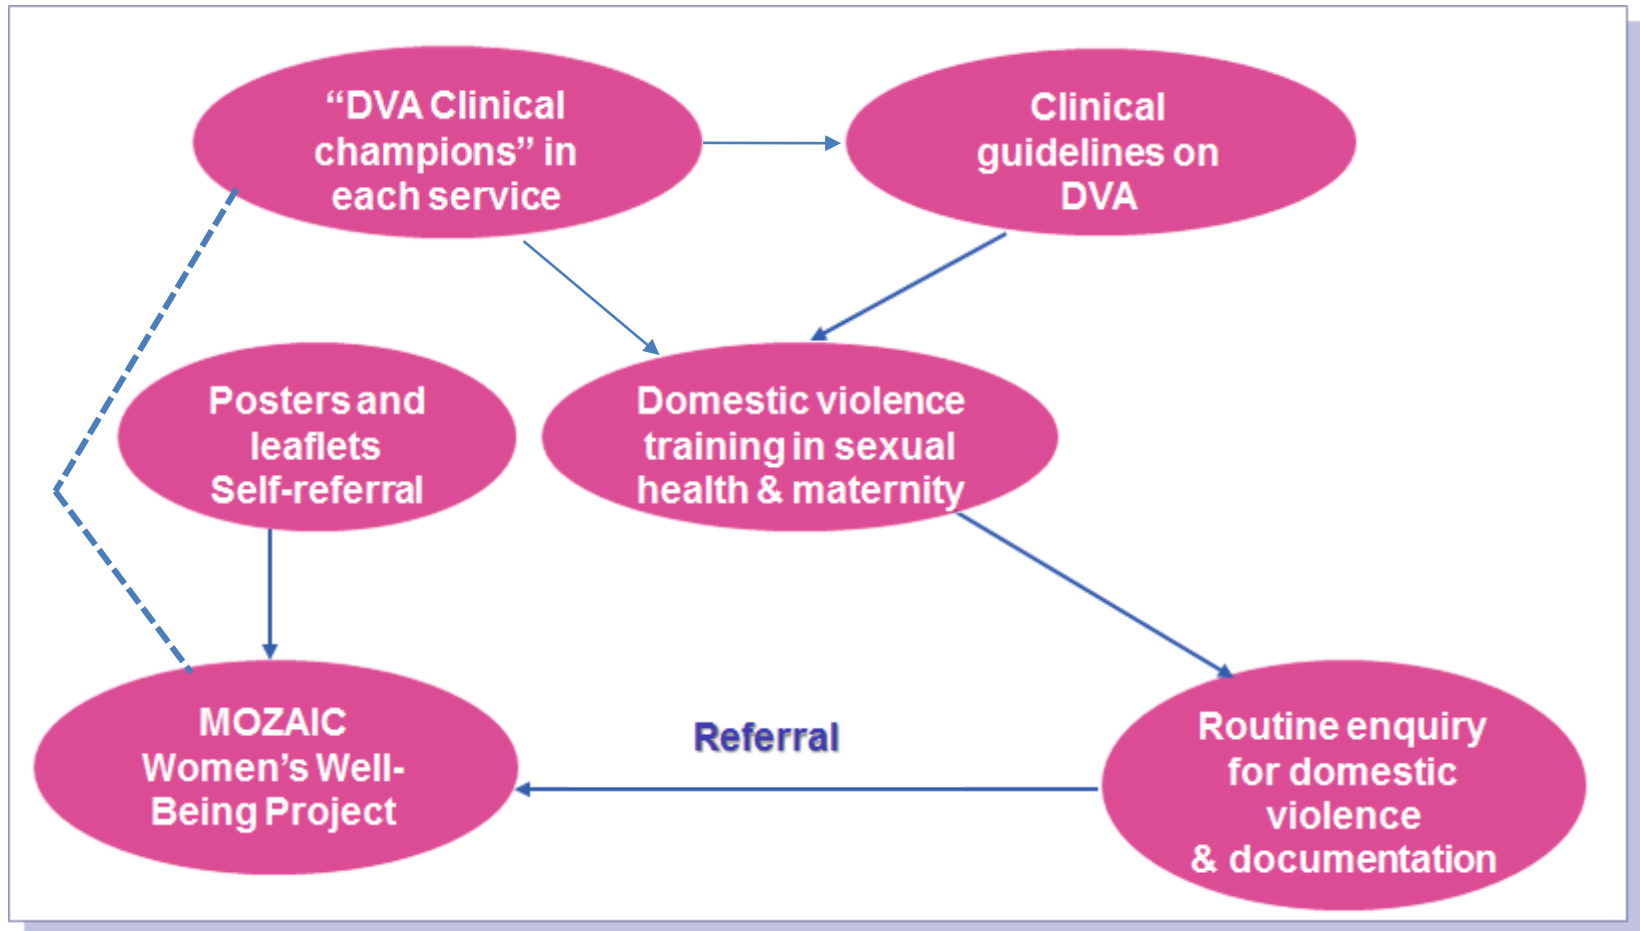 “DVA Clinical
champions” in
each service
Clinical
guidelines on
DVA
Posters and
leaflets
Self-referral
Domestic violence
training in sexual
health & maternity
MOZAIC
Women’s Well-
Being Project
Referral
Routine enquiry
for domestic
violence
& documentation